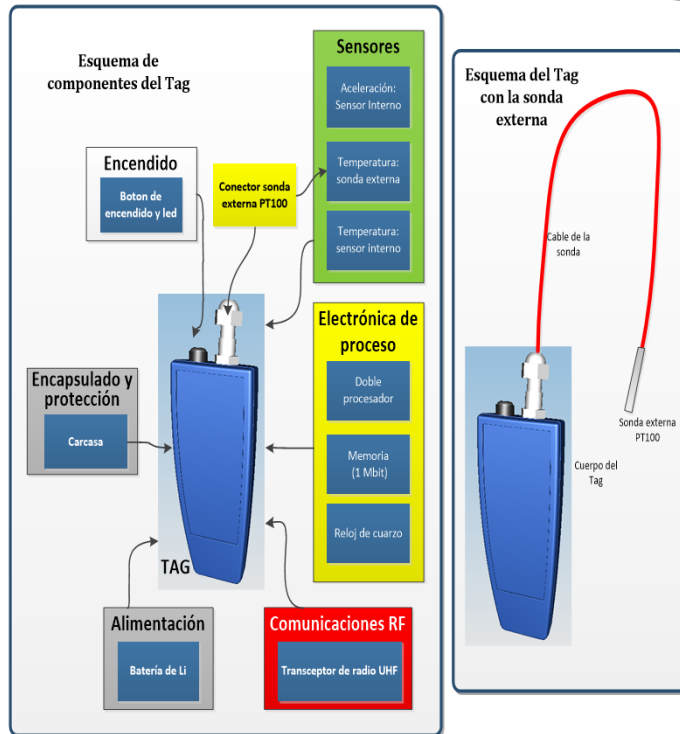 Esquema de
componentes del Tag
Sensores
Aceleración:
Sensor Interno
Temperatura:
sonda externa
Temperatura:
sensor interno
Encendido
Boton de
encendido y led
Conector sonda
externa PT100
Electrónica de
proceso
Doble
procesador
Memoria
(1 Mbit)
Reloj de cuarzo
Encapsulado y
protección
Carcasa
TAG
Alimentación
Batería de Li
Comunicaciones RF
Transceptor de radio UHF
Esquema del Tag
con la sonda
externa
Cable de la
sonda
Sonda externa
PT100
Cuerpo del
Tag